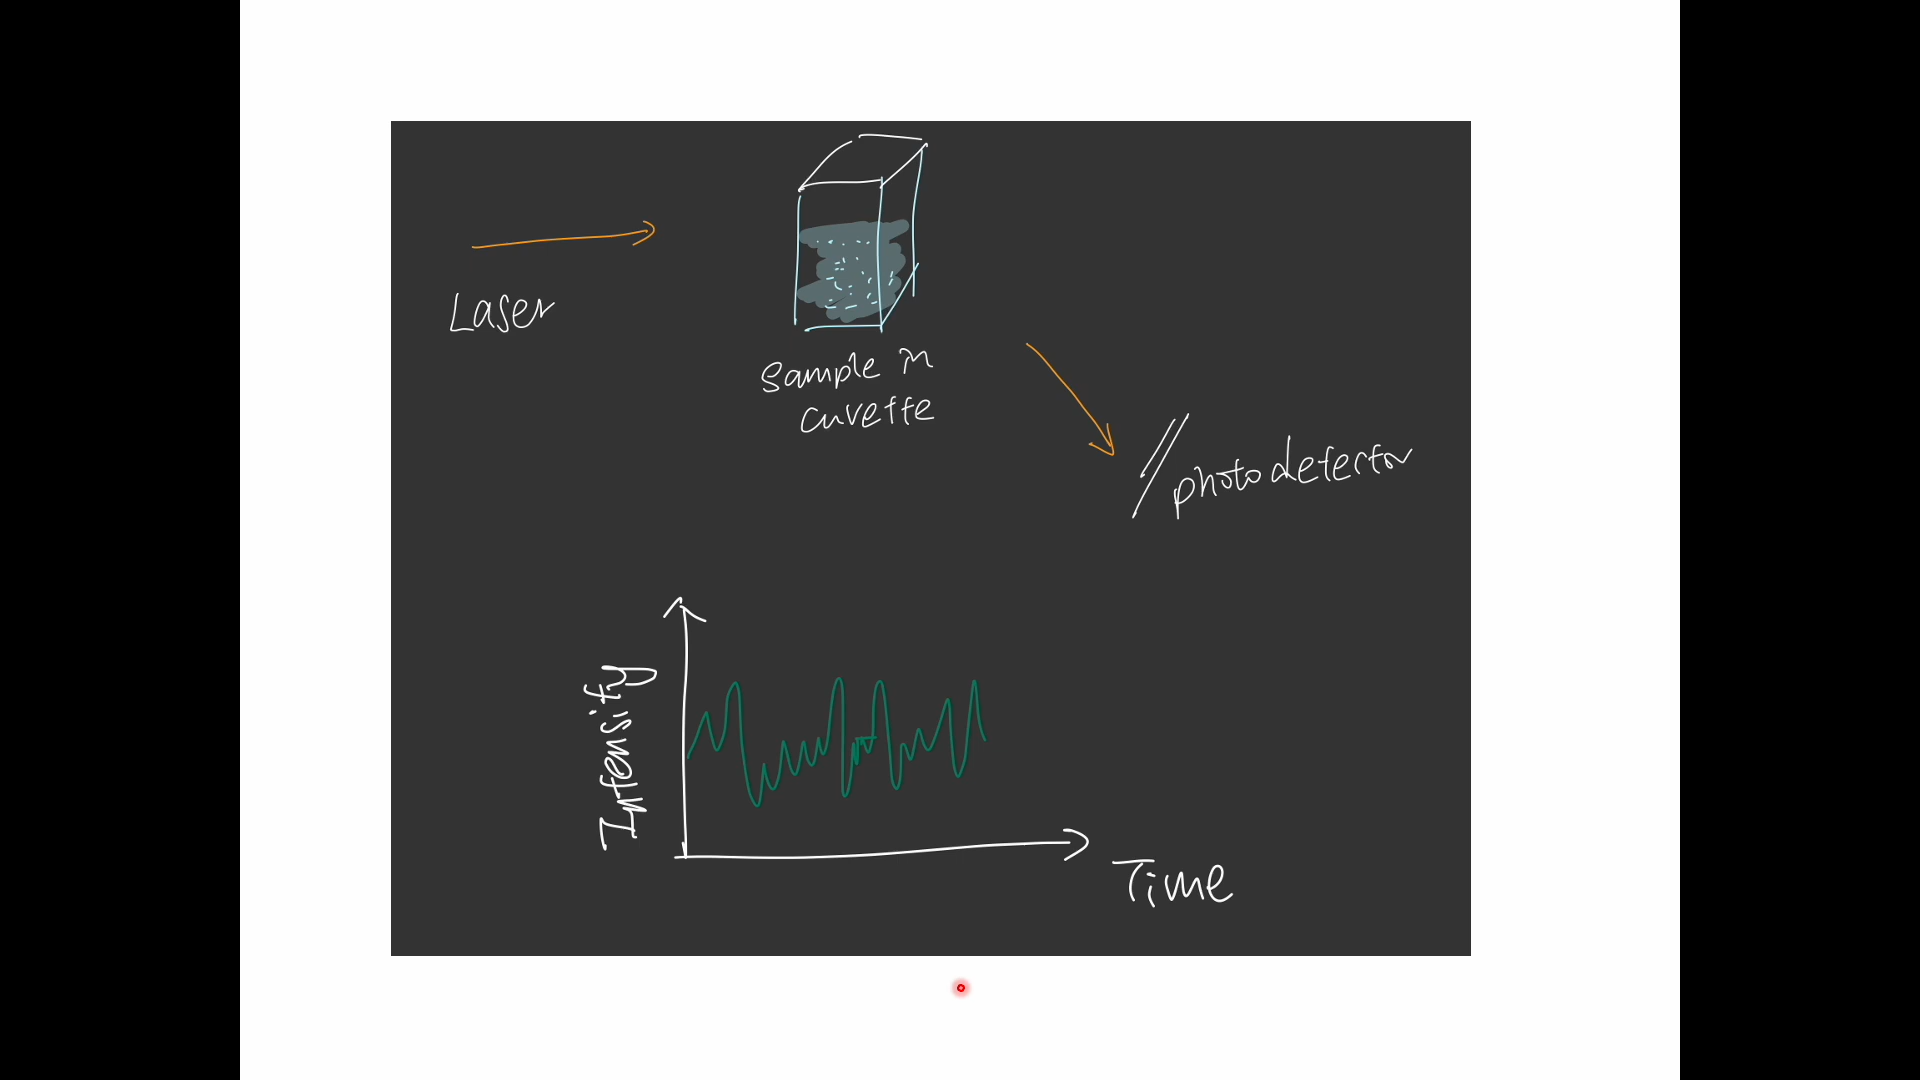 Laser
Sample in
cuvette
photodetector
Intensity
Time